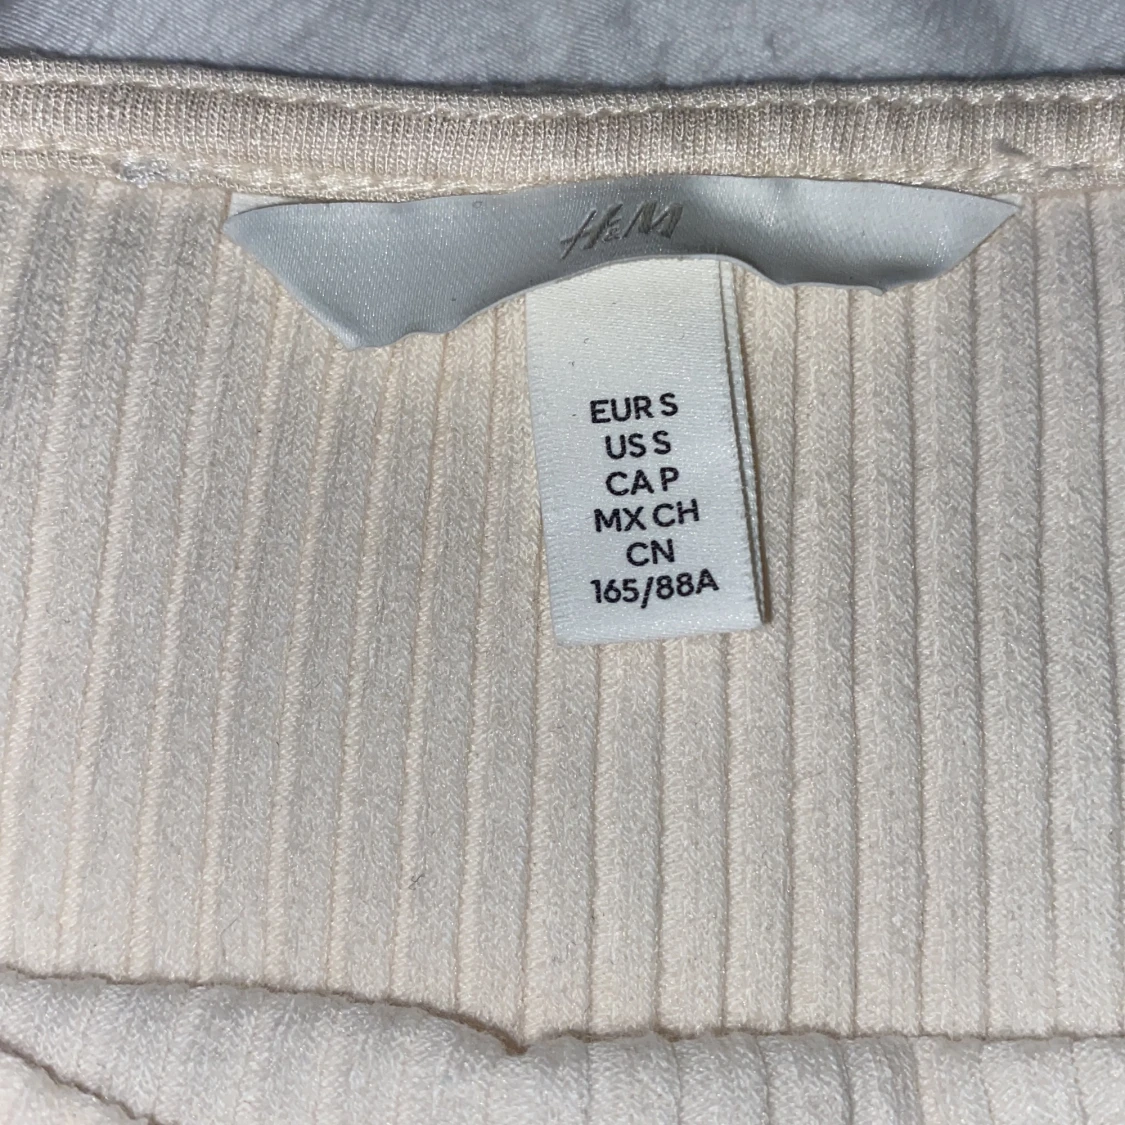 H&M
EUR S
US S
CA P
MX CH
CN
165/88A